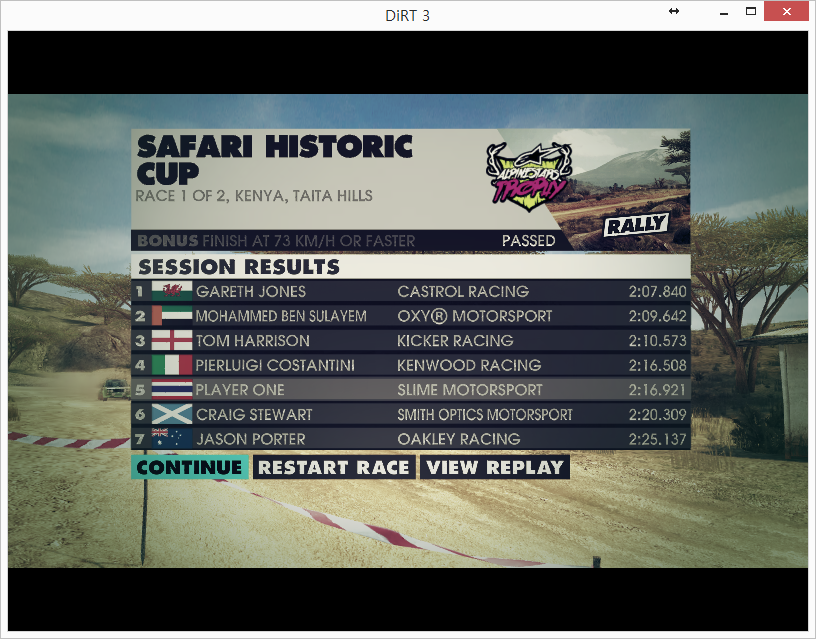 DiRT 3
SAFARI HISTORIC
CUP
RACE 1 OF 2, KENYA, TAITA HILLS
ALPINESTARS
TROPHY
RALLY
BONUS FINISH AT 73 KM/H OR FASTER PASSED
SESSION RESULTS
1 GARETH JONES CASTROL RACING 2:07.840
2 MOHAMMED BEN SULAYEM OXY® MOTORSPORT 2:09.642
3 TOM HARRISON KICKER RACING 2:10.573
4 PIERLUIGI COSTANTINI KENWOOD RACING 2:16.508
5 PLAYER ONE SLIME MOTORSPORT 2:16.921
6 CRAIG STEWART SMITH OPTICS MOTORSPORT 2:20.309
7 JASON PORTER OAKLEY RACING 2:25.137
CONTINUE RESTART RACE VIEW REPLAY